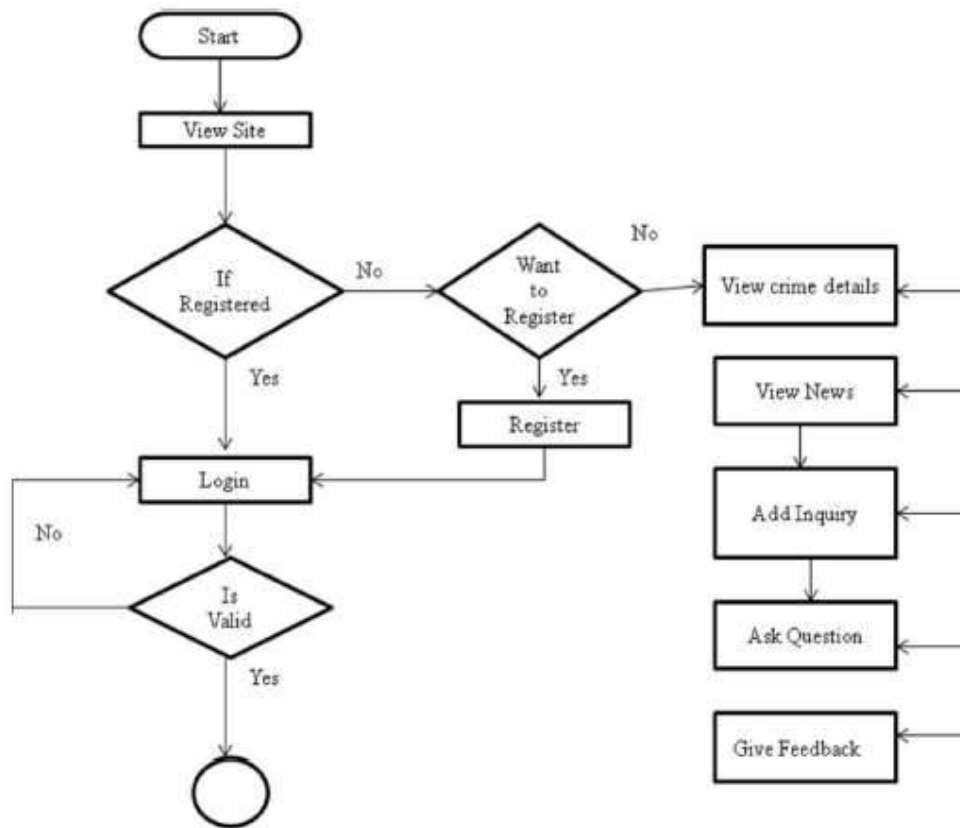 Start
View Site
If
Registered
No
Want
to
Register
No
View crime details
Yes
Yes
Register
View News
Login
Add Inquiry
No
Is
Valid
Ask Question
Yes
Give Feedback